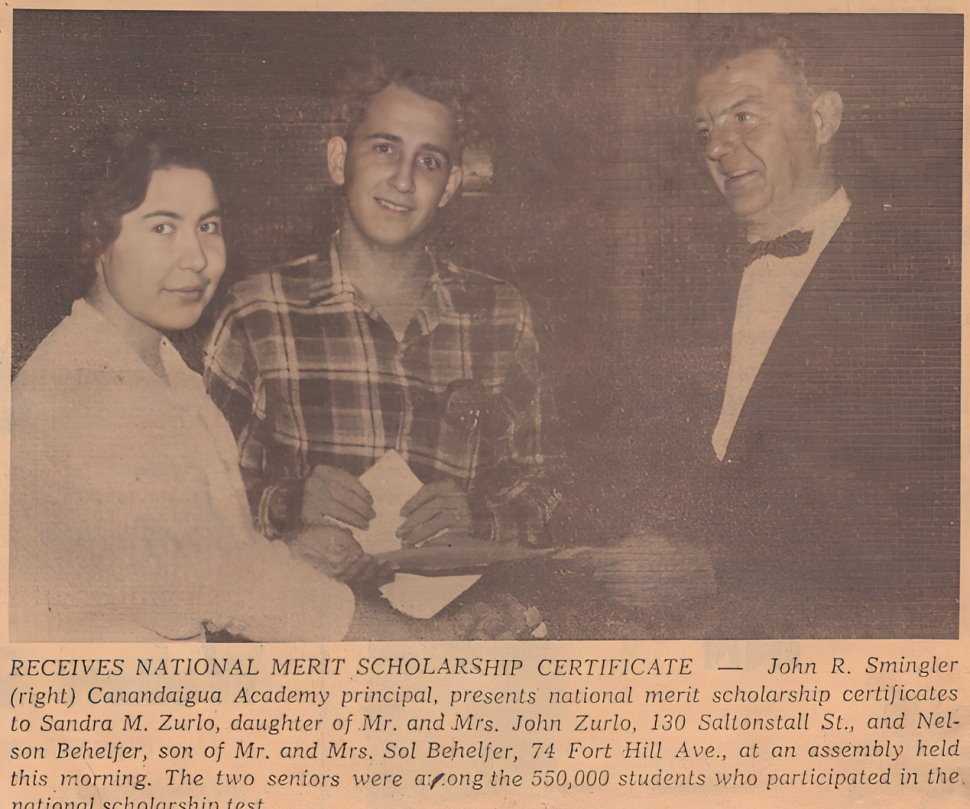 RECEIVES NATIONAL MERIT SCHOLARSHIP CERTIFICATE — John R. Smingler
(right) Canandaigua Academy principal, presents national merit scholarship certificates
to Sandra M. Zurlo, daughter of Mr. and Mrs. John Zurlo, 130 Saltonstall St., and Nel-
son Behelfer, son of Mr. and Mrs. Sol Behelfer, 74 Fort Hill Ave., at an assembly held
this morning. The two seniors were among the 550,000 students who participated in the
national scholarship test